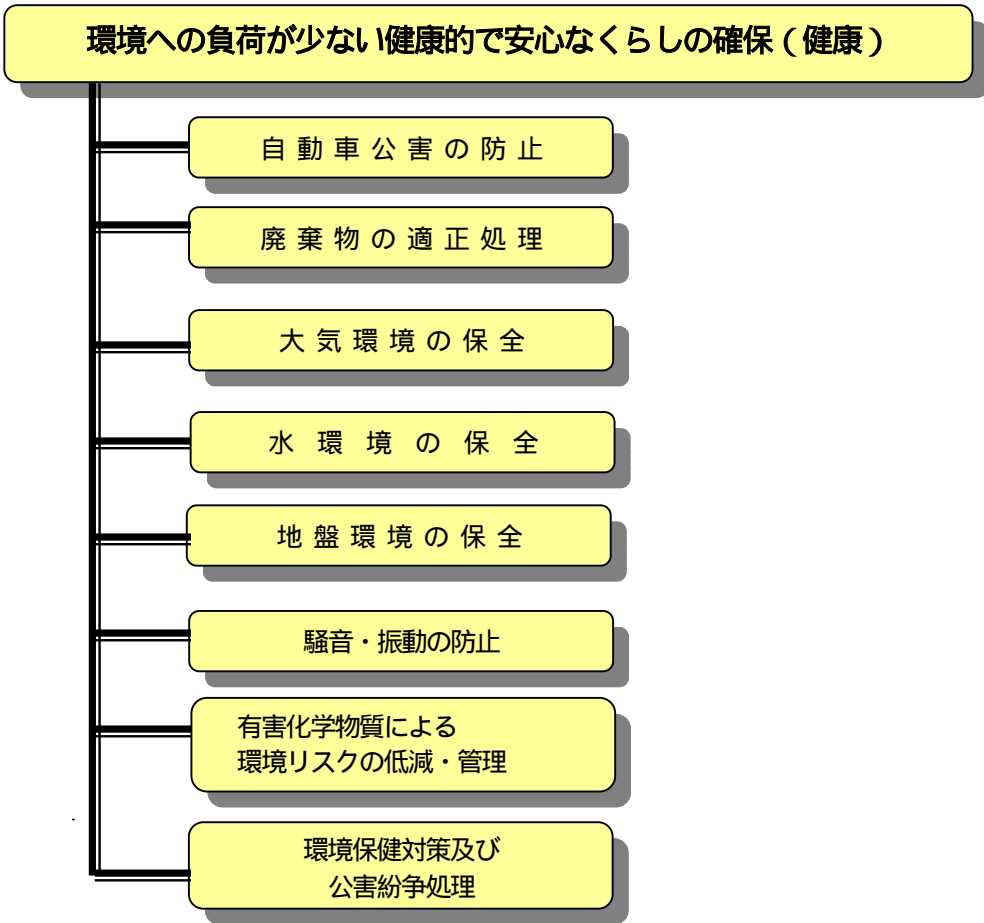 環境への負荷が少ない健康的で安心なくらしの確保（健康）
自動車公害の防止
廃棄物の適正処理
大気環境の保全
水環境の保全
地盤環境の保全
騒音・振動の防止
有害化学物質による
環境リスクの低減・管理
環境保健対策及び
公害紛争処理